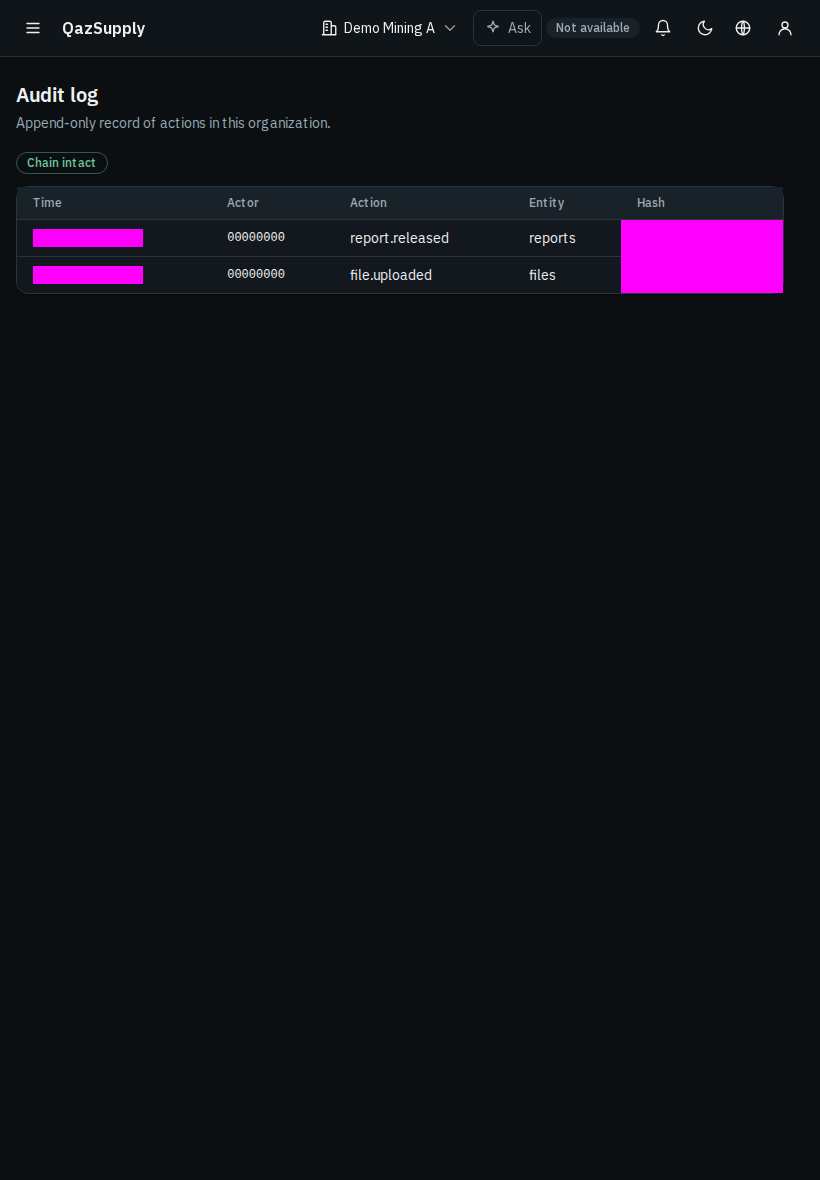 QazSupply
Demo Mining A
Ask
Not available
Audit log
Append-only record of actions in this organization.
Chain intact
Time Actor Action Entity Hash
00000000 report.released reports
00000000 file.uploaded files